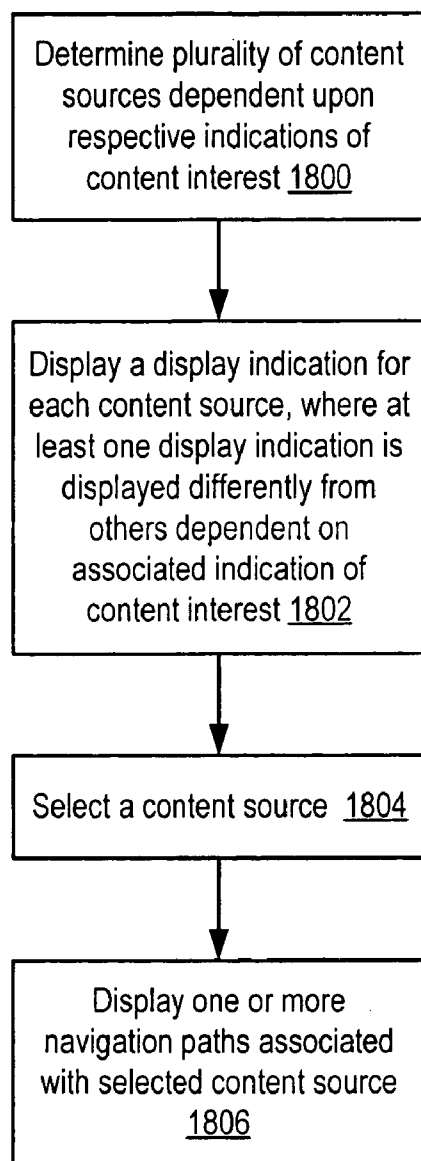 Determine plurality of content
sources dependent upon
respective indications of
content interest 1800
Display a display indication for
each content source, where at
least one display indication is
displayed differently from
others dependent on
associated indication of
content interest 1802
Select a content source 1804
Display one or more
navigation paths associated
with selected content source
1806